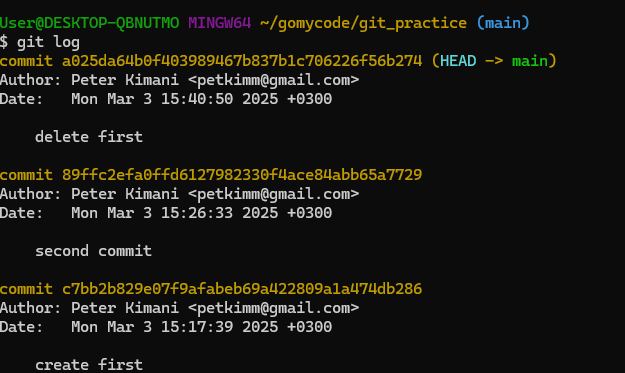 User@DESKTOP-QBNUTMO MINGW64 ~/gomycode/git_practice (main)
$ git log
commit a025da64b0f403989467b837b1c706226f56b274 (HEAD -> main)
Author: Peter Kimani <petkimm@gmail.com>
Date:   Mon Mar 3 15:40:50 2025 +0300
    delete first
commit 89ffc2efa0ffd6127982330f4ace84abb65a7729
Author: Peter Kimani <petkimm@gmail.com>
Date:   Mon Mar 3 15:26:33 2025 +0300
    second commit
commit c7bb2b829e07f9afabeb69a422809a1a474db286
Author: Peter Kimani <petkimm@gmail.com>
Date:   Mon Mar 3 15:17:39 2025 +0300
    create first